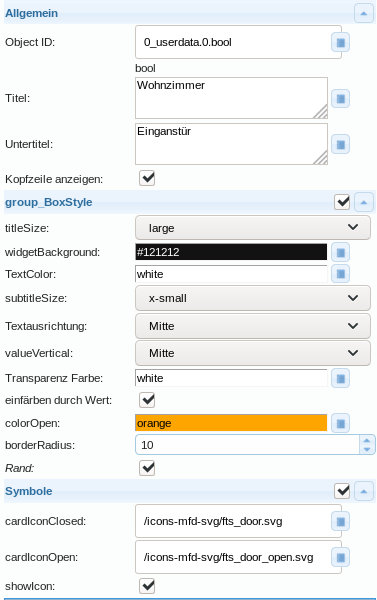 Allgemein
Object ID: 0_userdata.0.bool
bool
Titel: Wohnzimmer
Untertitel: Einganstür
Kopfzeile anzeigen:
group_BoxStyle
titleSize: large
widgetBackground: #121212
TextColor: white
subtitleSize: x-small
Textausrichtung: Mitte
valueVertical: Mitte
Transparenz Farbe: white
einfärben durch Wert:
colorOpen: orange
borderRadius: 10
Rand:
Symbole
cardIconClosed: /icons-mfd-svg/fts_door.svg
cardIconOpen: /icons-mfd-svg/fts_door_open.svg
showIcon: